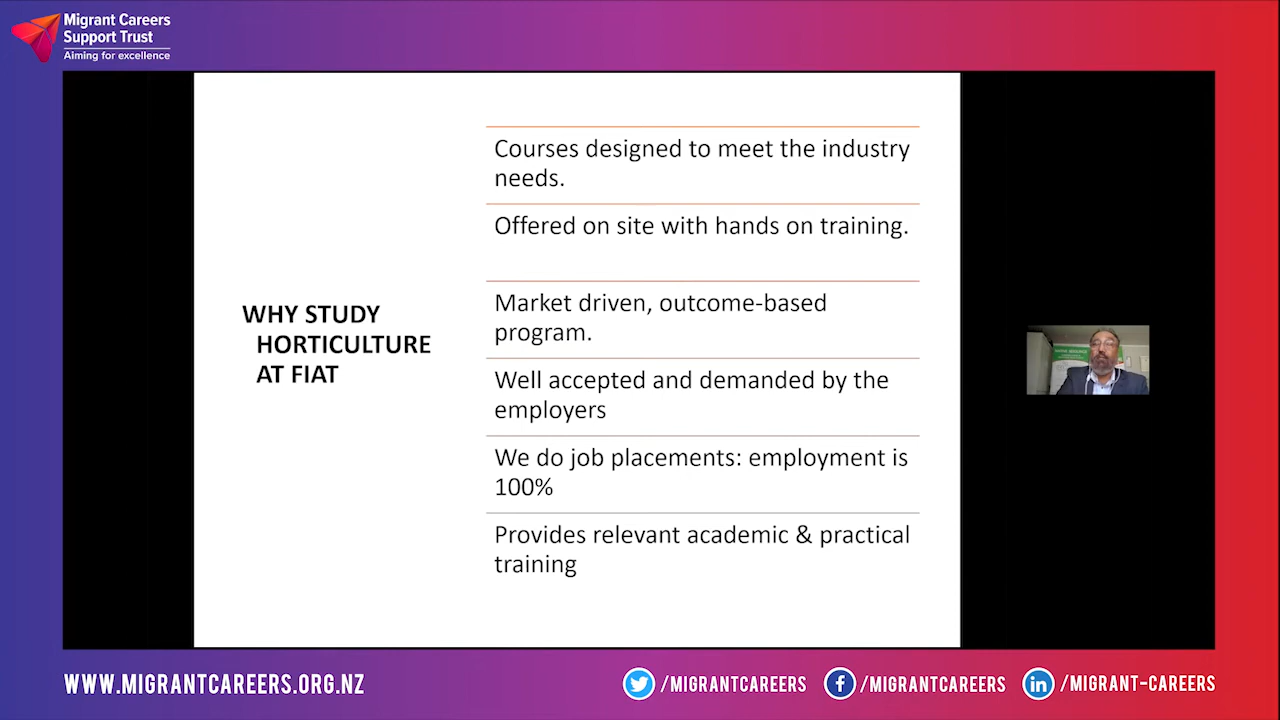 Migrant Careers
Support Trust
Aiming for excellence
WHY STUDY
HORTICULTURE
AT FIAT
Courses designed to meet the industry
needs.
Offered on site with hands on training.
Market driven, outcome-based
program.
Well accepted and demanded by the
employers
We do job placements: employment is
100%
Provides relevant academic & practical
training
WWW.MIGRANTCAREERS.ORG.NZ
/MIGRANTCAREERS
/MIGRANTCAREERS
/MIGRANT-CAREERS